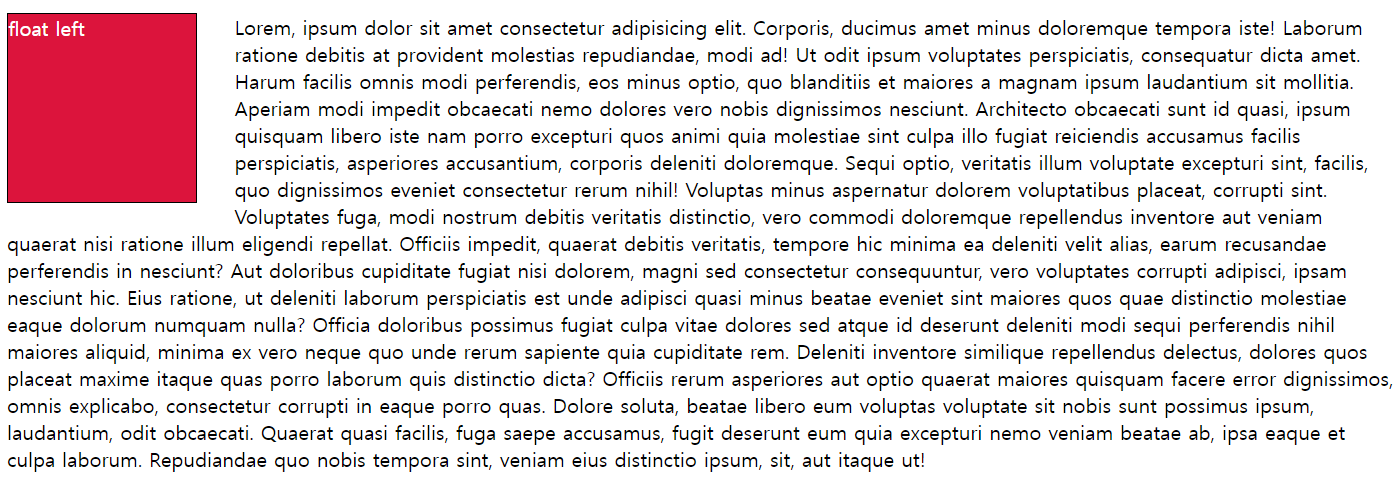 float left
Lorem, ipsum dolor sit amet consectetur adipisicing elit. Corporis, ducimus amet minus doloremque tempora iste! Laborum
ratione debitis at provident molestias repudiandae, modi ad! Ut odit ipsum voluptates perspiciatis, consequatur dicta amet.
Harum facilis omnis modi perferendis, eos minus optio, quo blanditiis et maiores a magnam ipsum laudantium sit mollitia.
Aperiam modi impedit obcaecati nemo dolores vero nobis dignissimos nesciunt. Architecto obcaecati sunt id quasi, ipsum
quisquam libero iste nam porro excepturi quos animi quia molestiae sint culpa illo fugiat reiciendis accusamus facilis
perspiciatis, asperiores accusantium, corporis deleniti doloremque. Sequi optio, veritatis illum voluptate excepturi sint, facilis,
quo dignissimos eveniet consectetur rerum nihil! Voluptas minus aspernatur dolorem voluptatibus placeat, corrupti sint.
Voluptates fuga, modi nostrum debitis veritatis distinctio, vero commodi doloremque repellendus inventore aut veniam
quaerat nisi ratione illum eligendi repellat. Officiis impedit, quaerat debitis veritatis, tempore hic minima ea deleniti velit alias, earum recusandae
perferendis in nesciunt? Aut doloribus cupiditate fugiat nisi dolorem, magni sed consectetur consequuntur, vero voluptates corrupti adipisci, ipsam
nesciunt hic. Eius ratione, ut deleniti laborum perspiciatis est unde adipisci quasi minus beatae eveniet sint maiores quos quae distinctio molestiae
eaque dolorum numquam nulla? Officia doloribus possimus fugiat culpa vitae dolores sed atque id deserunt deleniti modi sequi perferendis nihil
maiores aliquid, minima ex vero neque quo unde rerum sapiente quia cupiditate rem. Deleniti inventore similique repellendus delectus, dolores quos
placeat maxime itaque quas porro laborum quis distinctio dicta? Officiis rerum asperiores aut optio quaerat maiores quisquam facere error dignissimos,
omnis explicabo, consectetur corrupti in eaque porro quas. Dolore soluta, beatae libero eum voluptas voluptate sit nobis sunt possimus ipsum,
laudantium, odit obcaecati. Quaerat quasi facilis, fuga saepe accusamus, fugit deserunt eum quia excepturi nemo veniam beatae ab, ipsa eaque et
culpa laborum. Repudiandae quo nobis tempora sint, veniam eius distinctio ipsum, sit, aut itaque ut!